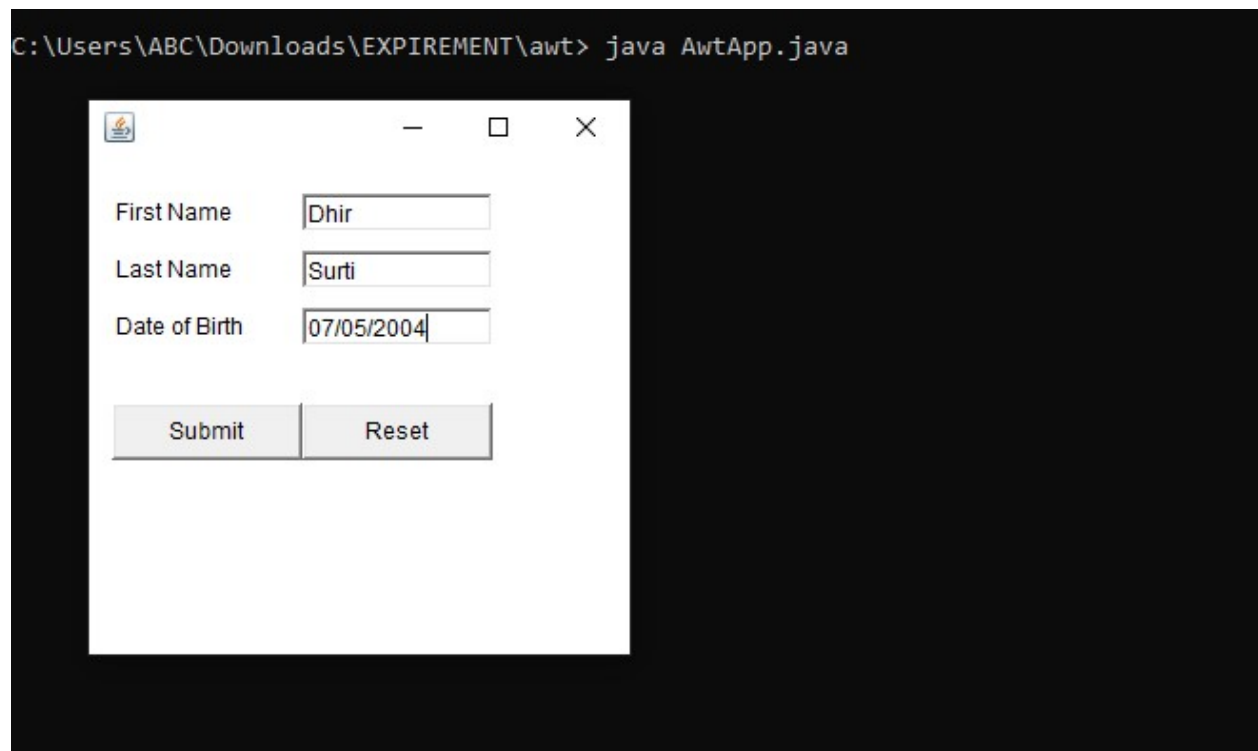 C:\Users\ABC\Downloads\EXPIREMENT\awt> java AwtApp.java
First Name Dhir
Last Name Surti
Date of Birth 07/05/2004
Submit Reset